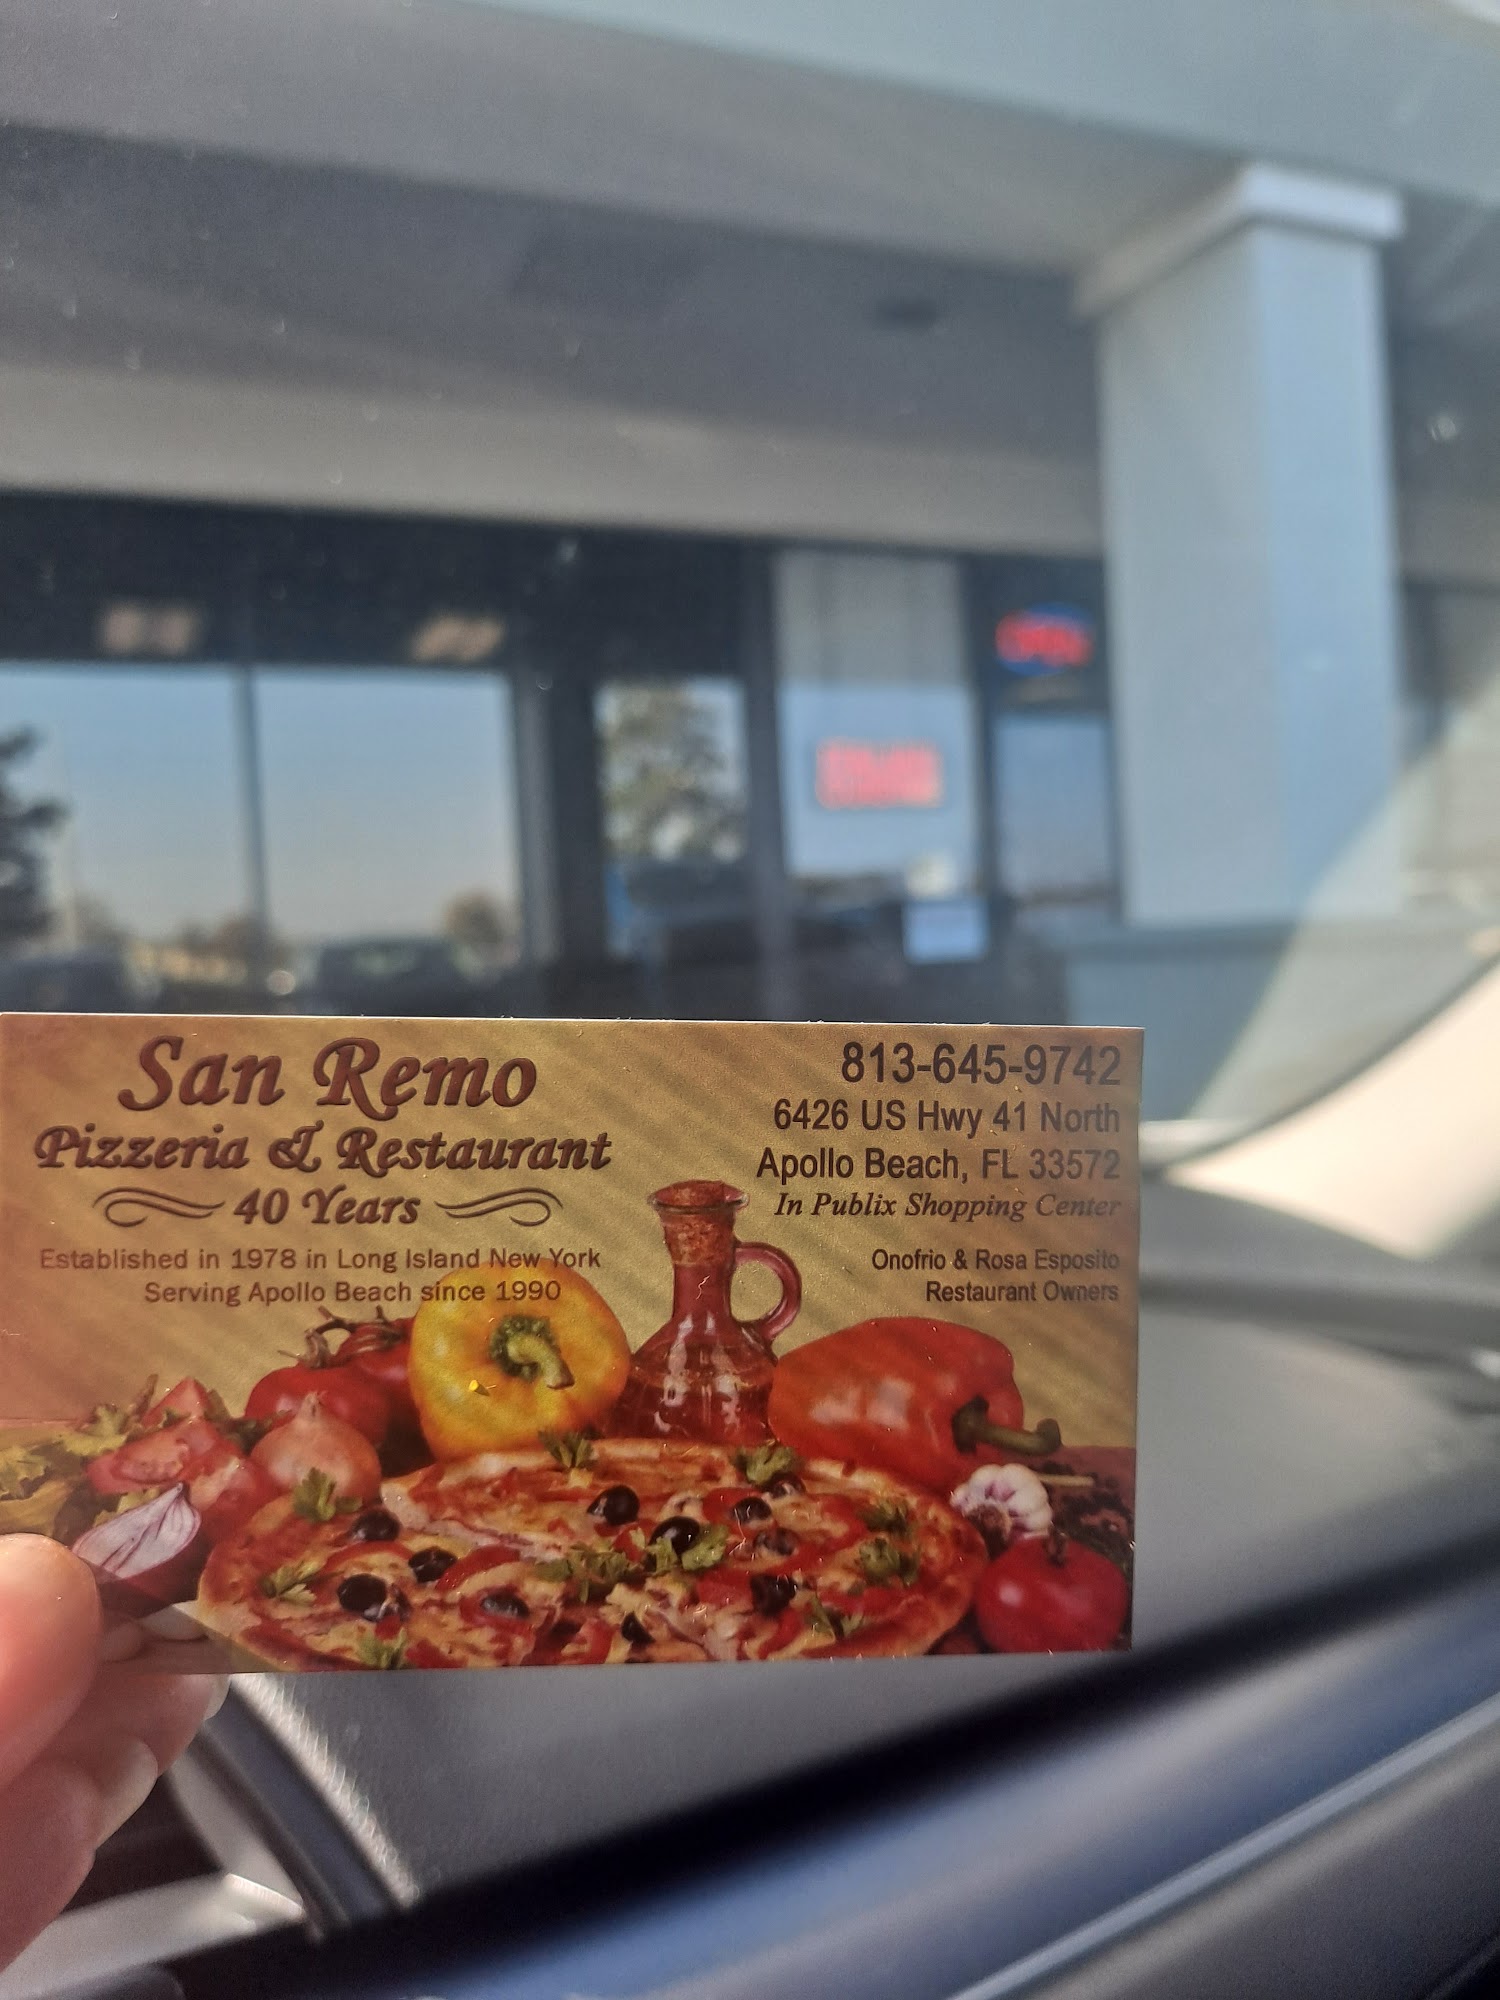 San Remo
Pizzeria & Restaurant
40 Years
Established in 1978 in Long Island New York
Serving Apollo Beach since 1990
813-645-9742
6426 US Hwy 41 North
Apollo Beach, FL 33572
In Publix Shopping Center
Onofrio & Rosa Esposito
Restaurant Owners